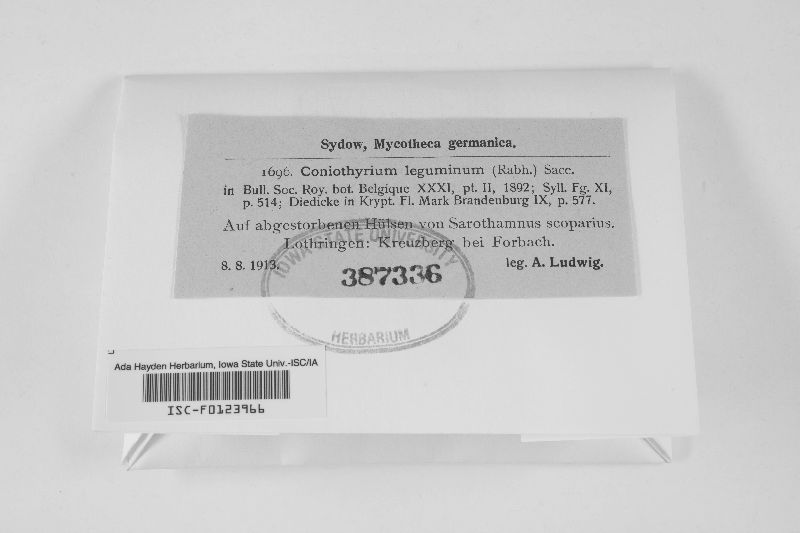 Sydow, Mycotheca germanica.
1696. Coniothyrium leguminum (Rabh.) Sacc.
in Bull. Soc. Roy. bot. Belgique XXXI, pt. II, 1892; Syll. Fg. XI,
p. 514; Diedicke in Krypt. Fl. Mark Brandenburg IX, p. 577.
Auf abgestorbenen Hülsen von Sarothamnus scoparius.
Lothringen: Kreuzberg bei Forbach.
8. 8. 1913. leg. A. Ludwig.
IOWA STATE UNIVERSITY
387336
HERBARIUM
Ada Hayden Herbarium, Iowa State Univ.-ISC/IA
ISC-F0123966